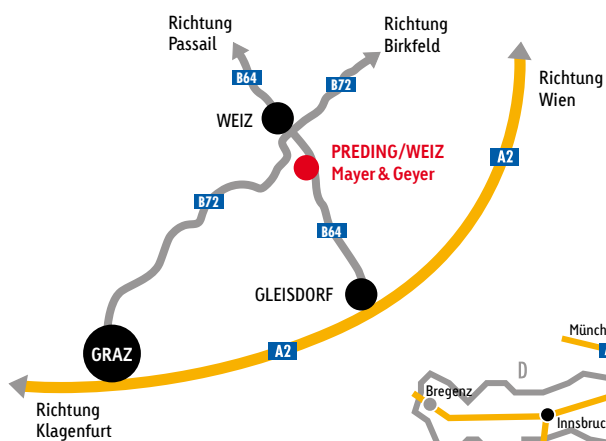 Richtung
Passail
Richtung
Birkfeld
B64
B72
Richtung
Wien
WEIZ
PREDING/WEIZ
Mayer & Geyer
A2
B72
B64
GLEISDORF
GRAZ
A2
Richtung
Klagenfurt
D
Bregenz